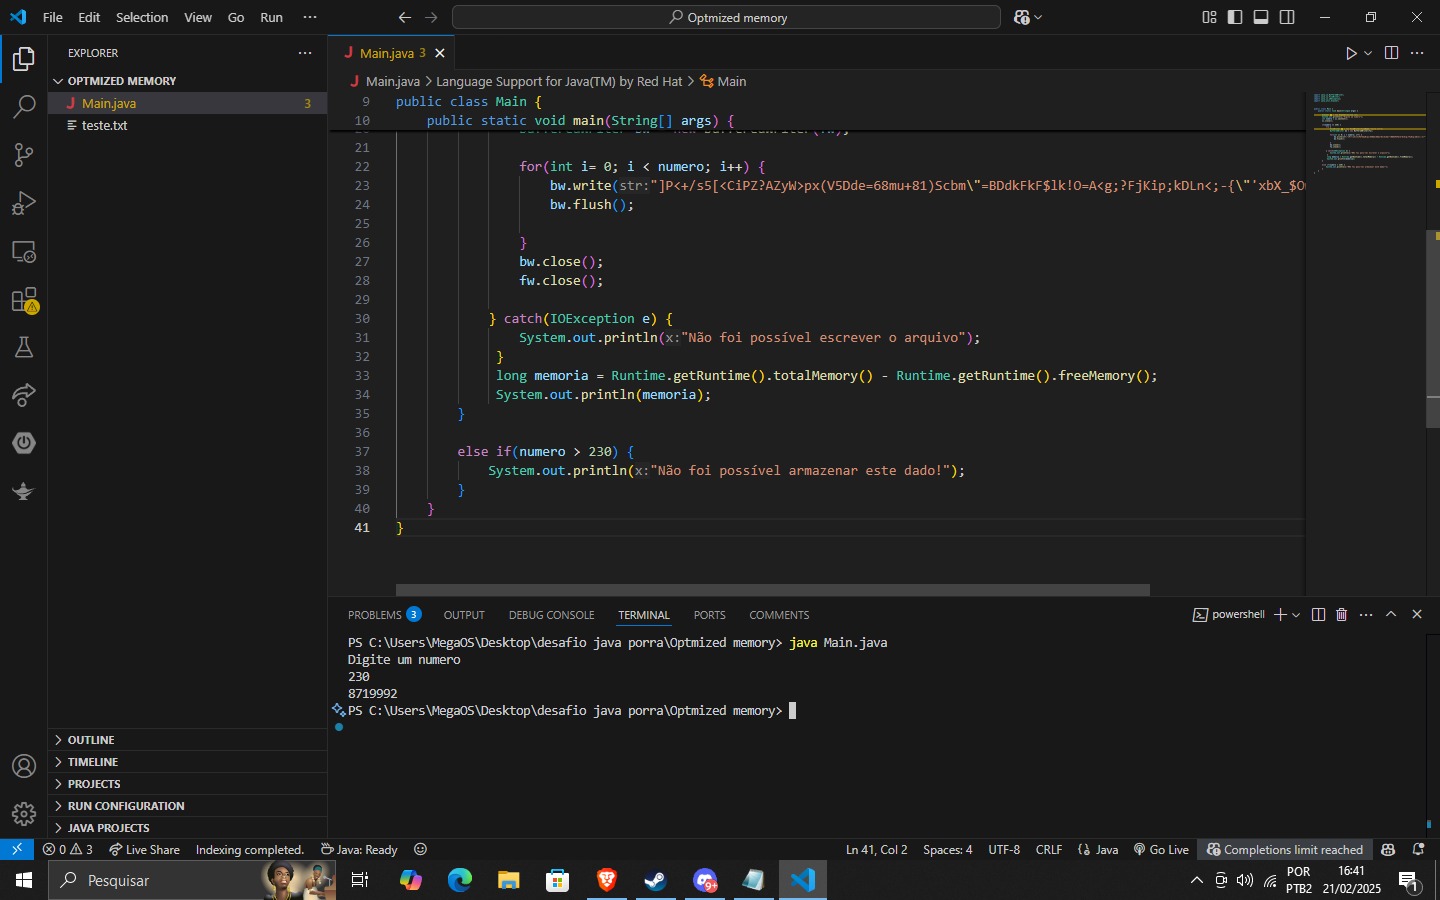 File Edit Selection View Go Run ···
Optmized memory
EXPLORER ···
OPTMIZED MEMORY
J Main.java 3
teste.txt
J Main.java 3
J Main.java > Language Support for Java(TM) by Red Hat > Main
9 public class Main {
10 public static void main(String[] args) {
21
22 for(int i= 0; i < numero; i++) {
23 bw.write(str:"]P<+/s5[<CiPZ?AZyW>px(V5Dde=68mu+81)Scbm\"=BDdkFkF$lk!O=A<g;?FjKip;kDLn<;-{\"'xbX_$O
24 bw.flush();
25
26 }
27 bw.close();
28 fw.close();
29
30 } catch(IOException e) {
31 System.out.println(x:"Não foi possível escrever o arquivo");
32 }
33 long memoria = Runtime.getRuntime().totalMemory() - Runtime.getRuntime().freeMemory();
34 System.out.println(memoria);
35 }
36
37 else if(numero > 230) {
38 System.out.println(x:"Não foi possível armazenar este dado!");
39 }
40 }
41 }
PROBLEMS 3 OUTPUT DEBUG CONSOLE TERMINAL PORTS COMMENTS powershell
PS C:\Users\MegaOS\Desktop\desafio java porra\Optmized memory> java Main.java
Digite um numero
230
8719992
PS C:\Users\MegaOS\Desktop\desafio java porra\Optmized memory>
OUTLINE
TIMELINE
PROJECTS
RUN CONFIGURATION
JAVA PROJECTS
0 3 Live Share Indexing completed. Java: Ready Ln 41, Col 2 Spaces: 4 UTF-8 CRLF {} Java Go Live Completions limit reached
Pesquisar
9+
POR
PTB2
16:41
21/02/2025
1